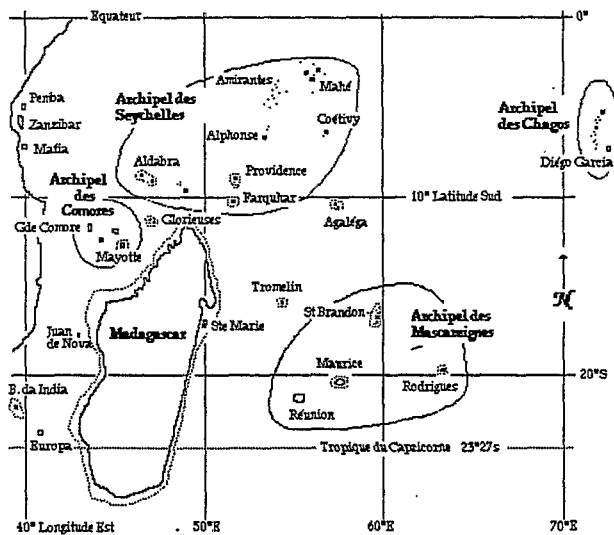 Equateur
0°
Amirantes
Mahé
Archipel des
Seychelles
Pemba
Zanzibar
Mafia
Alphonse
Coétivy
Archipel
des Chagos
Diégo Garcia
Aldabra
Providence
Archipel
des
Comores
Farquhar
10° Latitude Sud
Gde Comore
Glorieuses
Agaléga
Mayotte
Tromelin
St Brandon
N
Juan
de Nova
Madagascar
Ste Marie
Archipel des
Mascareignes
Maurice
Rodrigues
20°S
B. da India
Réunion
Europa
Tropique du Capricorne 23°27s
40° Longitude Est
50°E
60°E
70°E